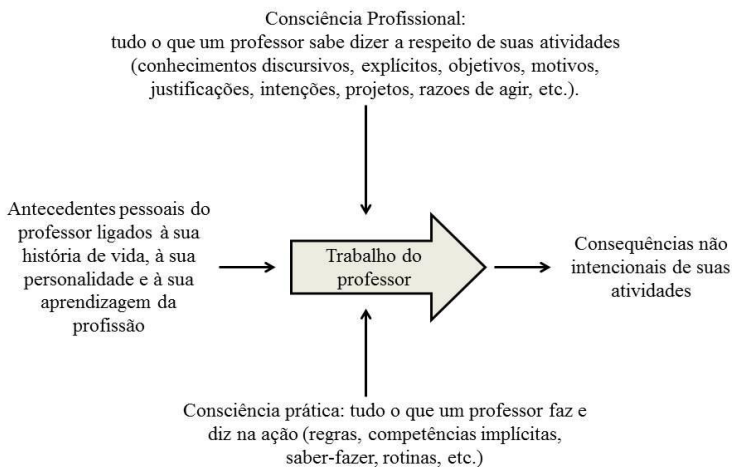 Consciência Profissional:
tudo o que um professor sabe dizer a respeito de suas atividades
(conhecimentos discursivos, explícitos, objetivos, motivos,
justificações, intenções, projetos, razoes de agir, etc.).
Antecedentes pessoais do
professor ligados à sua
história de vida, à sua
personalidade e à sua
aprendizagem da
profissão
Trabalho do
professor
Consequências não
intencionais de suas
atividades
Consciência prática: tudo o que um professor faz e
diz na ação (regras, competências implícitas,
saber-fazer, rotinas, etc.)